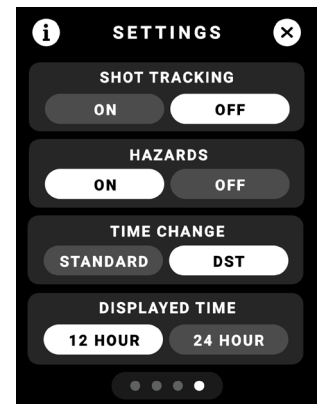 i SETTINGS ×
SHOT TRACKING
ON OFF
HAZARDS
ON OFF
TIME CHANGE
STANDARD DST
DISPLAYED TIME
12 HOUR 24 HOUR